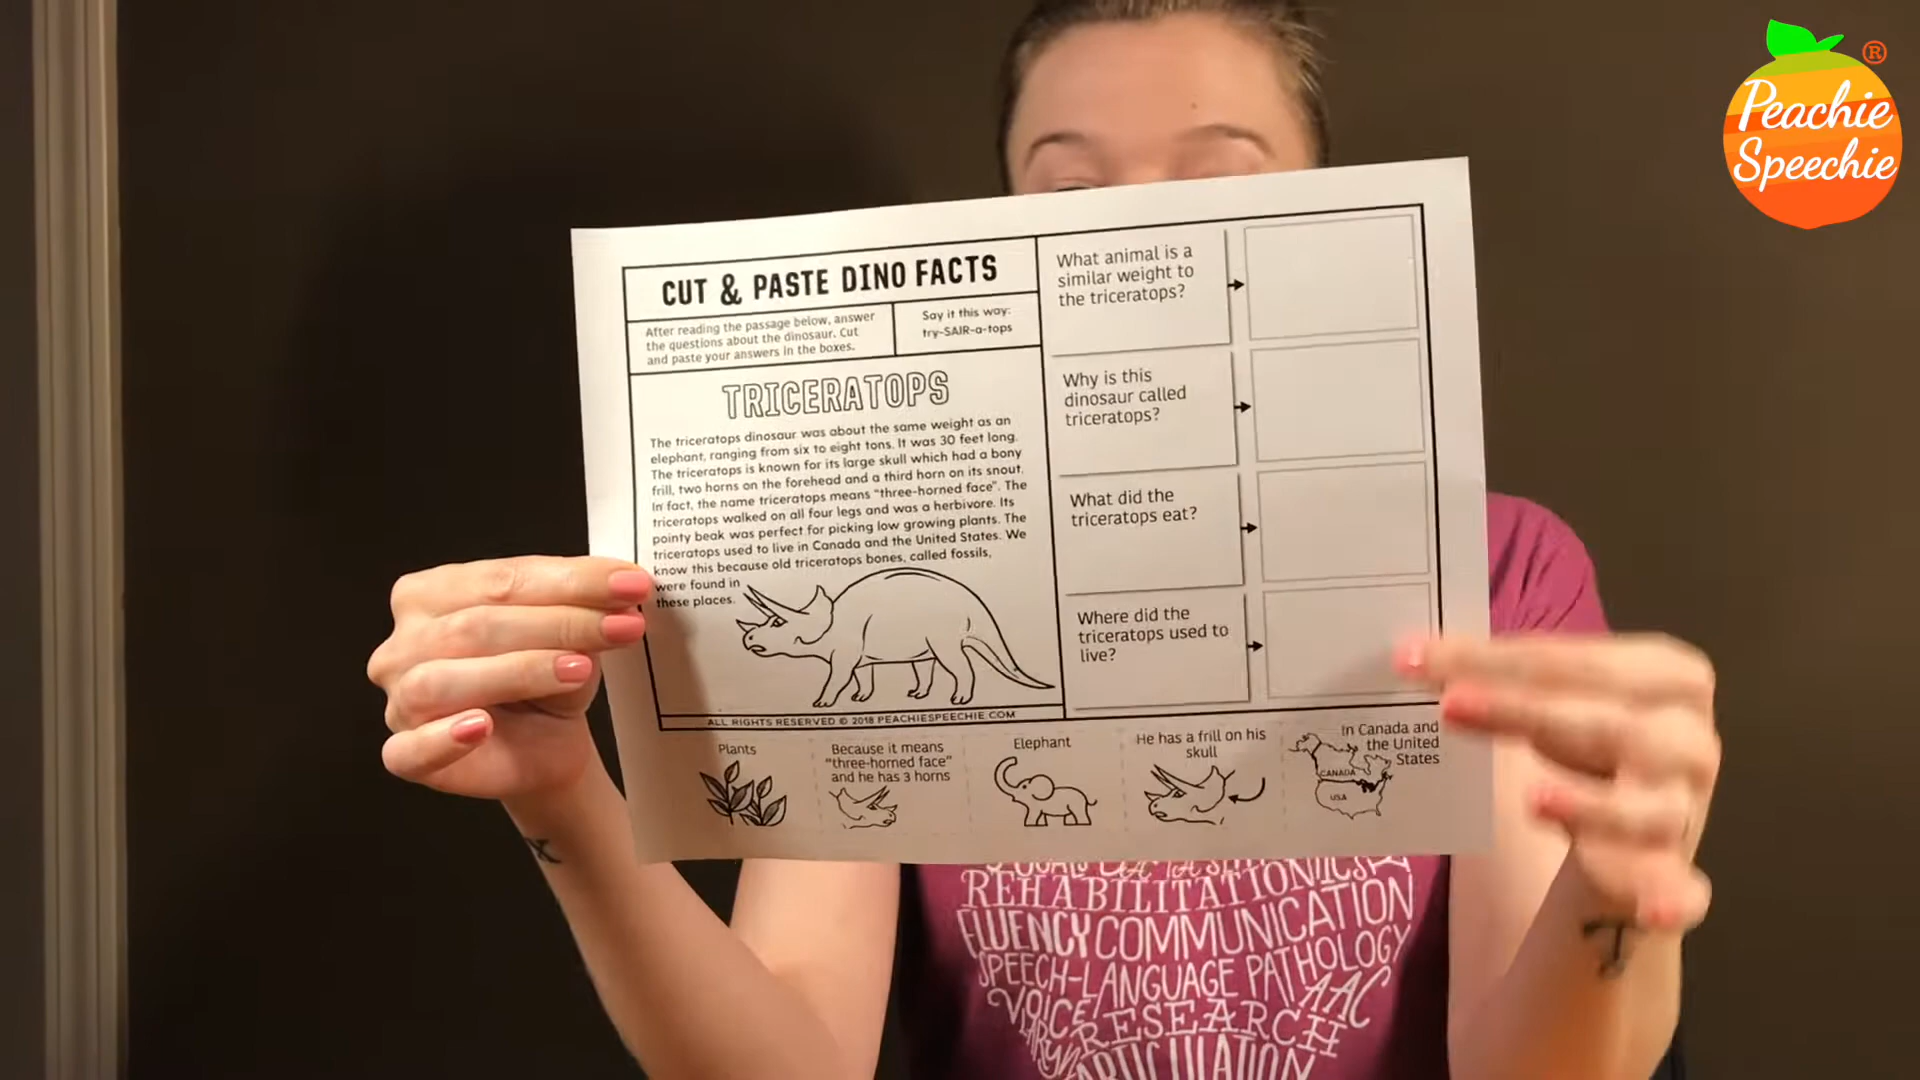 Peachie
Speechie
®
CUT & PASTE DINO FACTS
After reading the passage below, answer
the questions about the dinosaur. Cut
and paste your answers in the boxes.
Say it this way:
try-SAIR-a-tops
TRICERATOPS
The triceratops dinosaur was about the same weight as an
elephant, ranging from six to eight tons. It was 30 feet long.
The triceratops is known for its large skull which had a bony
frill, two horns on the forehead and a third horn on its snout.
In fact, the name triceratops means "three-horned face". The
triceratops walked on all four legs and was a herbivore. Its
pointy beak was perfect for picking low growing plants. The
triceratops used to live in Canada and the United States. We
know this because old triceratops bones, called fossils,
were found in
these places.
ALL RIGHTS RESERVED © 2018 PEACHIESPEECHIE.COM
What animal is a
similar weight to
the triceratops?
Why is this
dinosaur called
triceratops?
What did the
triceratops eat?
Where did the
triceratops used to
live?
Plants
Because it means
"three-horned face"
and he has 3 horns
Elephant
He has a frill on his
skull
In Canada and
the United
States
CANADA
USA
REHABILITATION
FLUENCY COMMUNICATION
SPEECH-LANGUAGE PATHOLOGY
VOICE AAC
RESEARCH
ARTICULATION